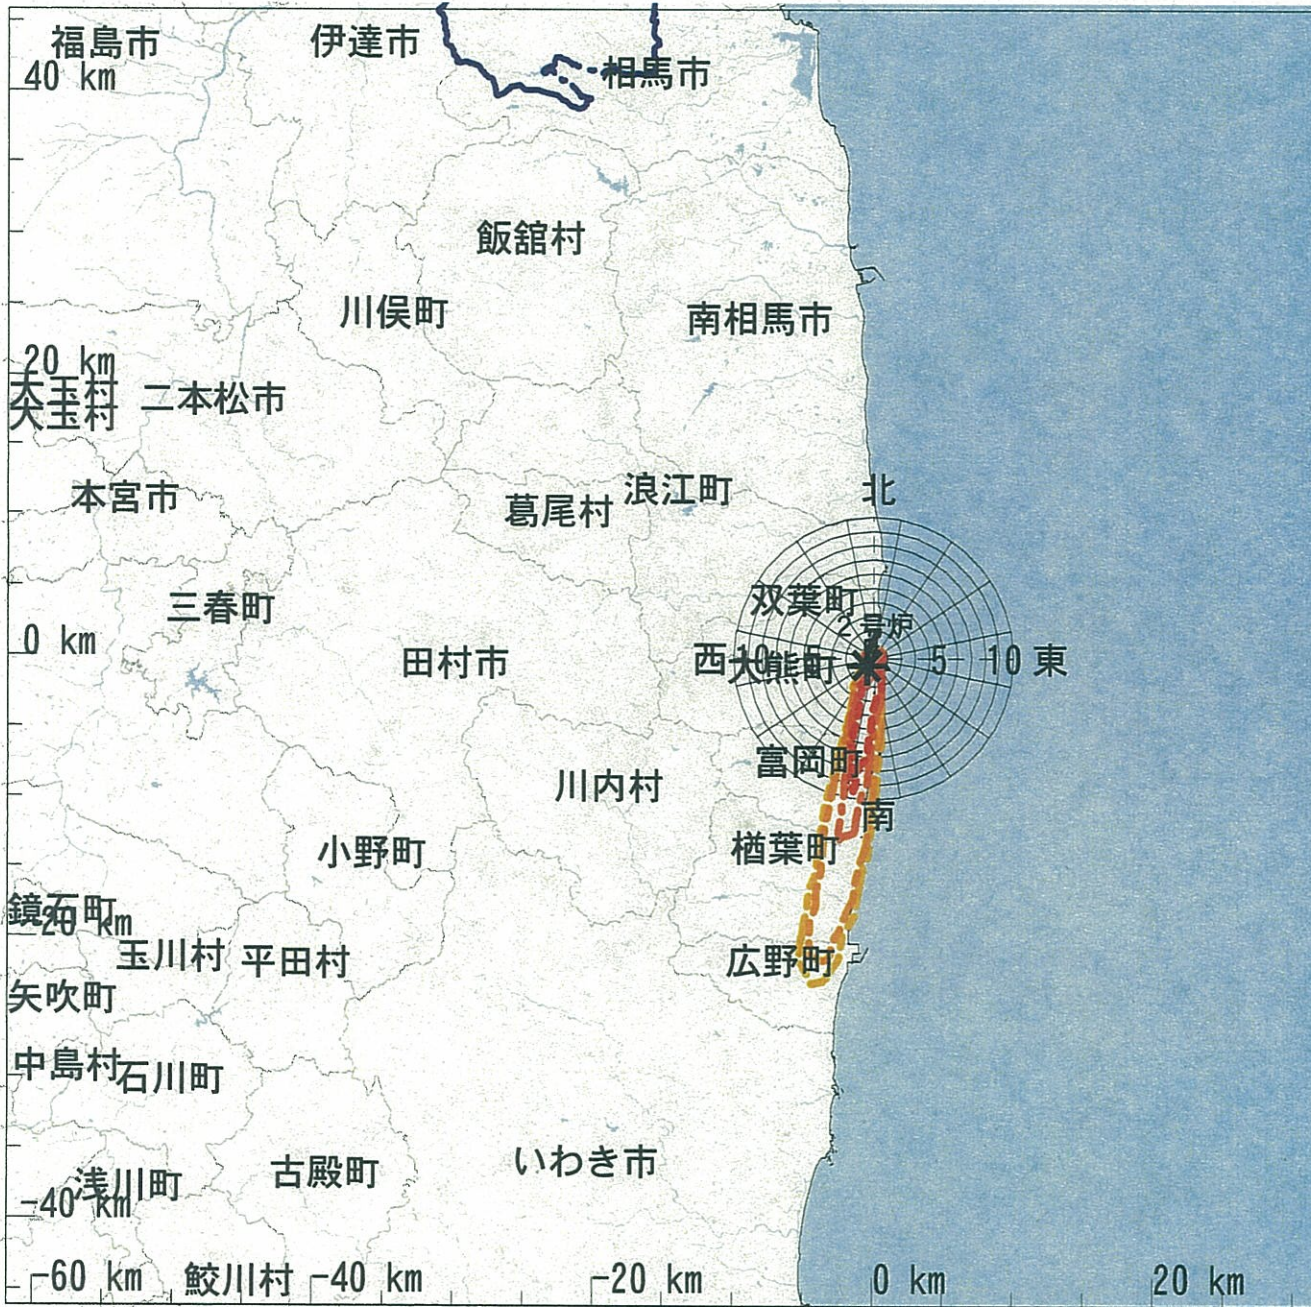 福島市
伊達市
40 km
相馬市
飯舘村
川俣町
南相馬市
20 km
大玉村
二本松市
大玉村
本宮市
葛尾村
浪江町
北
三春町
双葉町
2号炉
0 km
田村市
西
10
5
大熊町
5
10
東
富岡町
川内村
南
小野町
楢葉町
鏡石町
-20 km
玉川村
平田村
広野町
矢吹町
中島村
石川町
いわき市
浅川町
古殿町
-40 km
-60 km
鮫川村
-40 km
-20 km
0 km
20 km